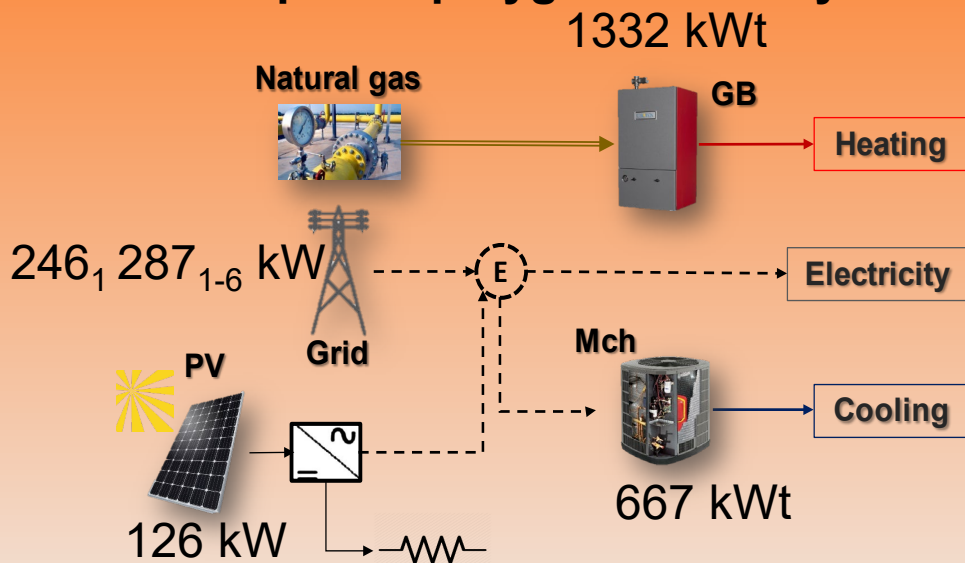 1332 kWt
Natural gas
GB
Heating
246₁ 287₁₋₆ kW
E
Electricity
Grid
Mch
PV
Cooling
667 kWt
126 kW